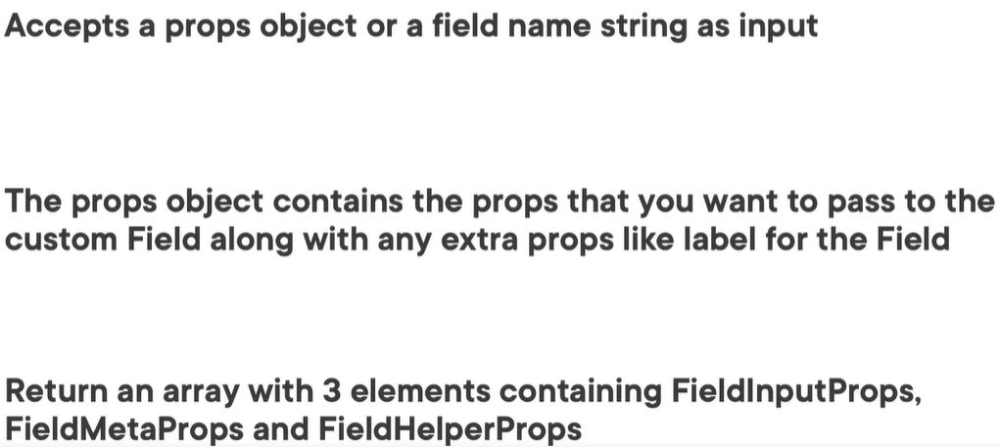 Accepts a props object or a field name string as input
The props object contains the props that you want to pass to the
custom Field along with any extra props like label for the Field
Return an array with 3 elements containing FieldInputProps,
FieldMetaProps and FieldHelperProps